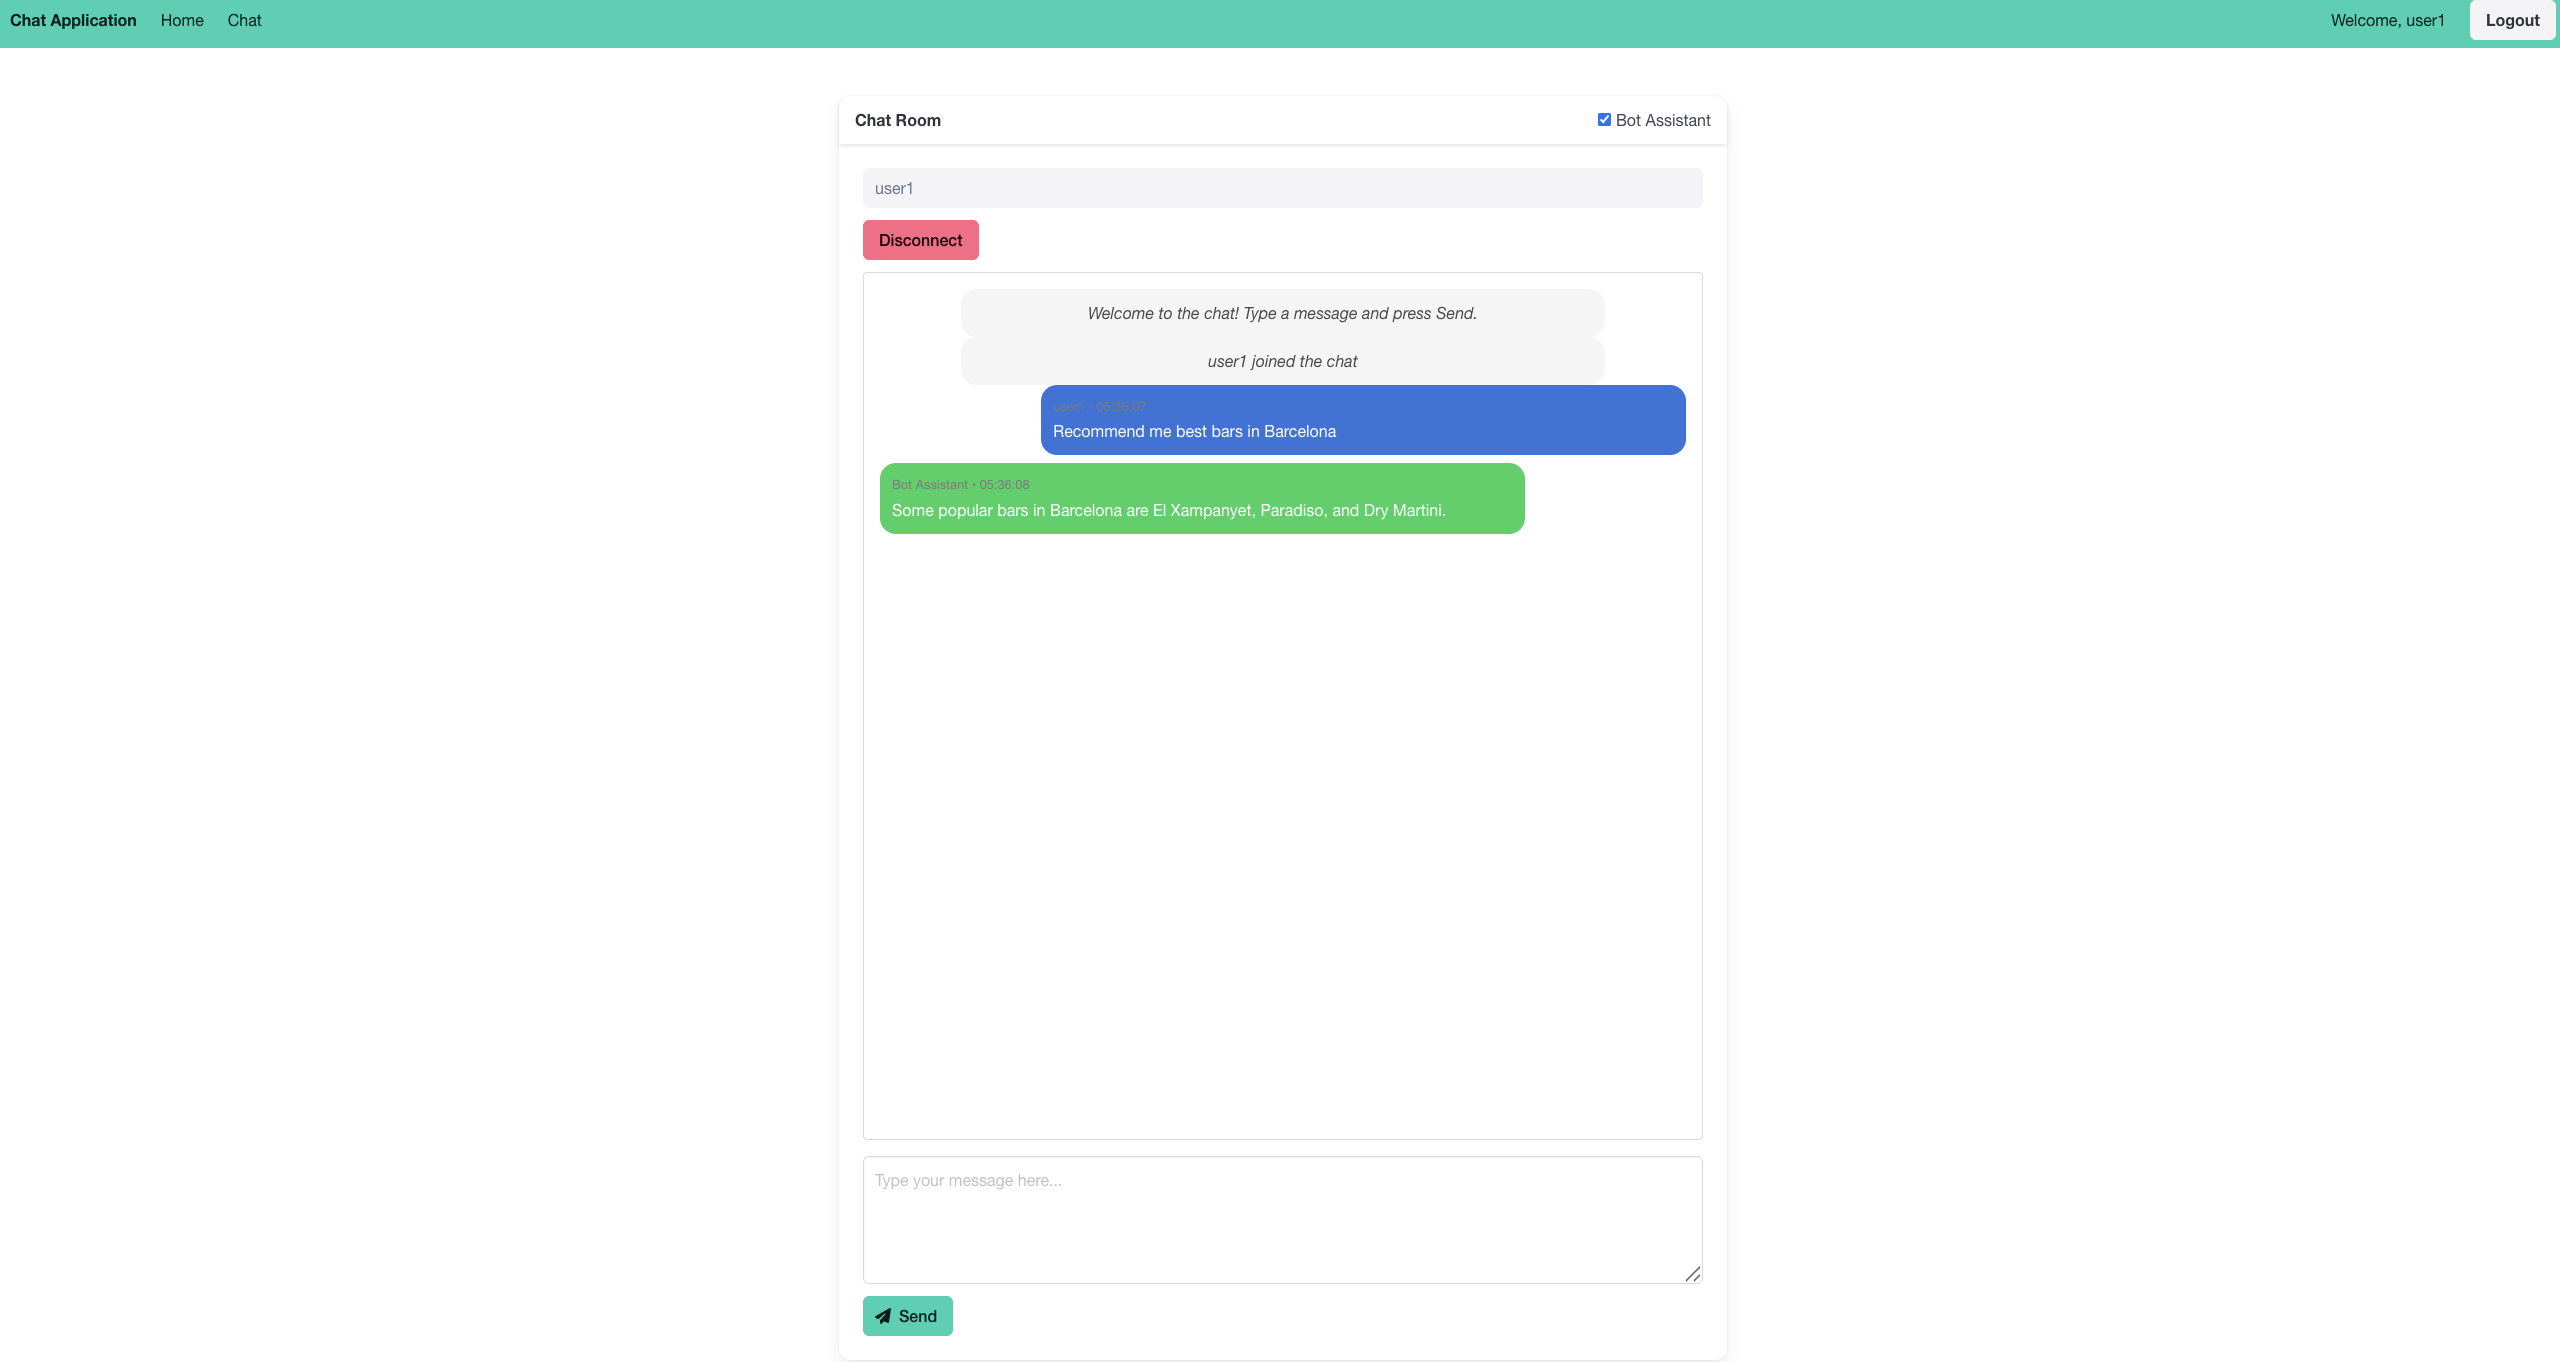 Chat Application Home Chat Welcome, user1 Logout
Chat Room Bot Assistant
user1
Disconnect
Welcome to the chat! Type a message and press Send.
user1 joined the chat
user1 • 05:36:07
Recommend me best bars in Barcelona
Bot Assistant • 05:36:08
Some popular bars in Barcelona are El Xampanyet, Paradiso, and Dry Martini.
Type your message here...
Send